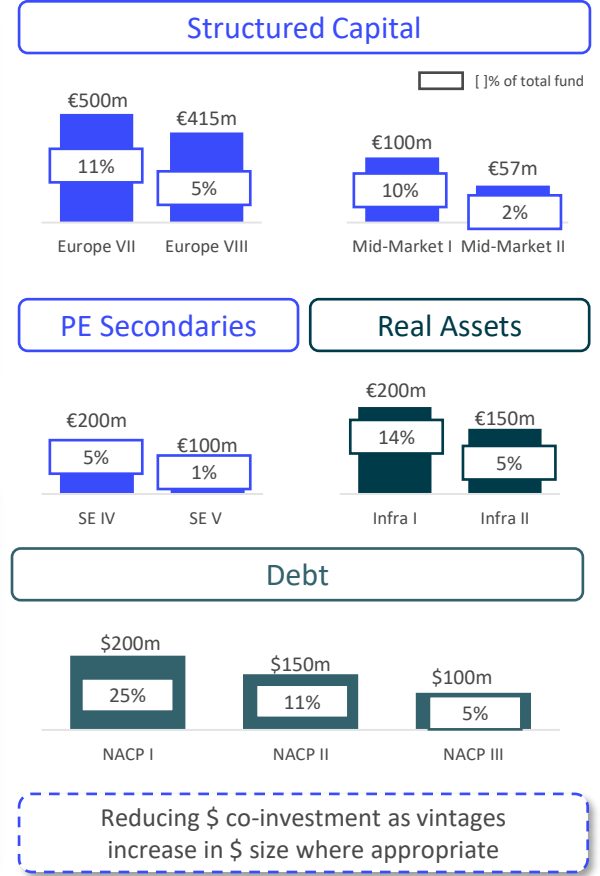 Structured Capital
[ ]% of total fund
€500m
€415m
€100m
€57m
11%
5%
10%
2%
Europe VII
Europe VIII
Mid-Market I
Mid-Market II
PE Secondaries
Real Assets
€200m
€100m
€200m
€150m
5%
1%
14%
5%
SE IV
SE V
Infra I
Infra II
Debt
$200m
$150m
$100m
25%
11%
5%
NACP I
NACP II
NACP III
Reducing $ co-investment as vintages
increase in $ size where appropriate